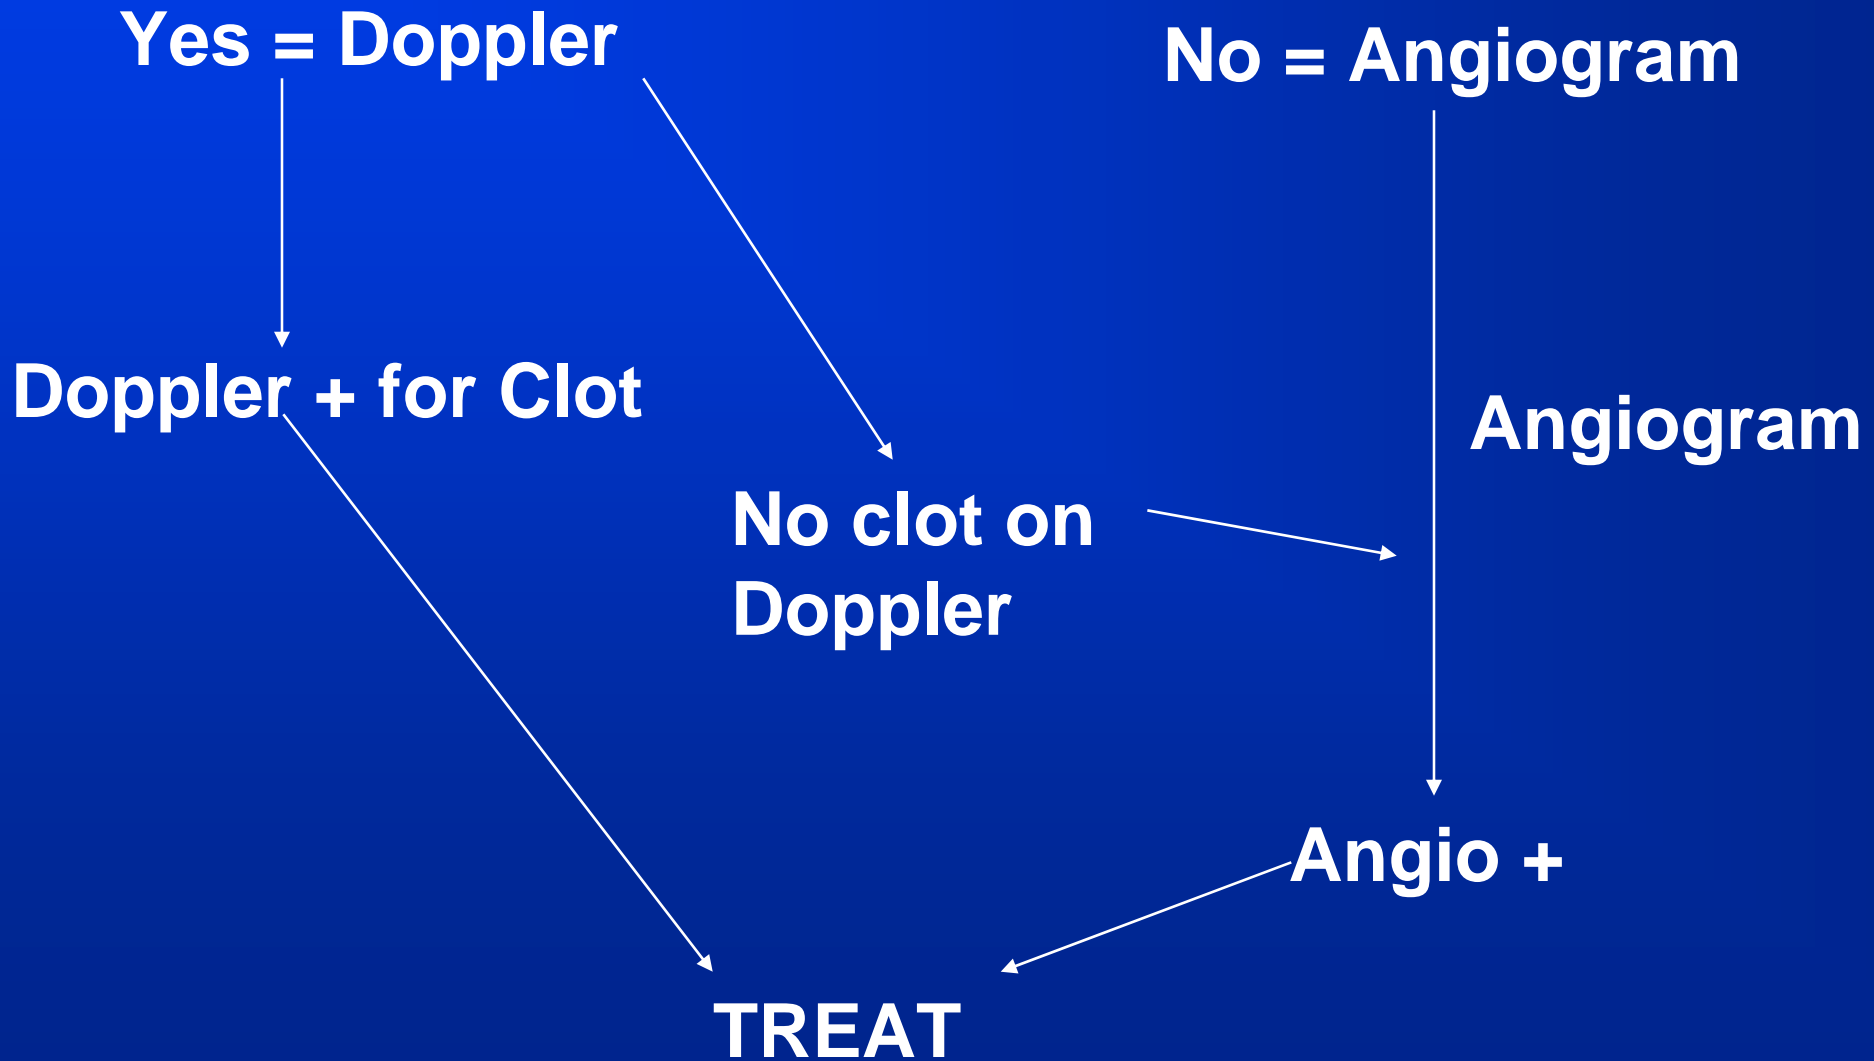 Yes = Doppler
No = Angiogram
Doppler + for Clot
Angiogram
No clot on
Doppler
Angio +
TREAT